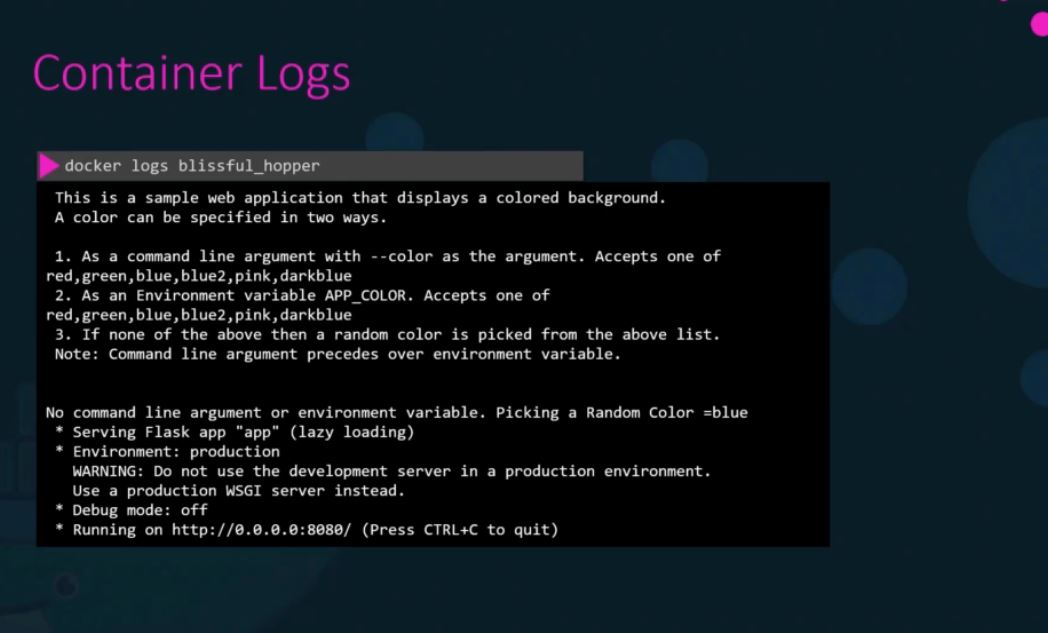 Container Logs
docker logs blissful_hopper
This is a sample web application that displays a colored background.
A color can be specified in two ways.
1. As a command line argument with --color as the argument. Accepts one of
red,green,blue,blue2,pink,darkblue
2. As an Environment variable APP_COLOR. Accepts one of
red,green,blue,blue2,pink,darkblue
3. If none of the above then a random color is picked from the above list.
Note: Command line argument precedes over environment variable.
No command line argument or environment variable. Picking a Random Color =blue
* Serving Flask app "app" (lazy loading)
* Environment: production
WARNING: Do not use the development server in a production environment.
Use a production WSGI server instead.
* Debug mode: off
* Running on http://0.0.0.0:8080/ (Press CTRL+C to quit)